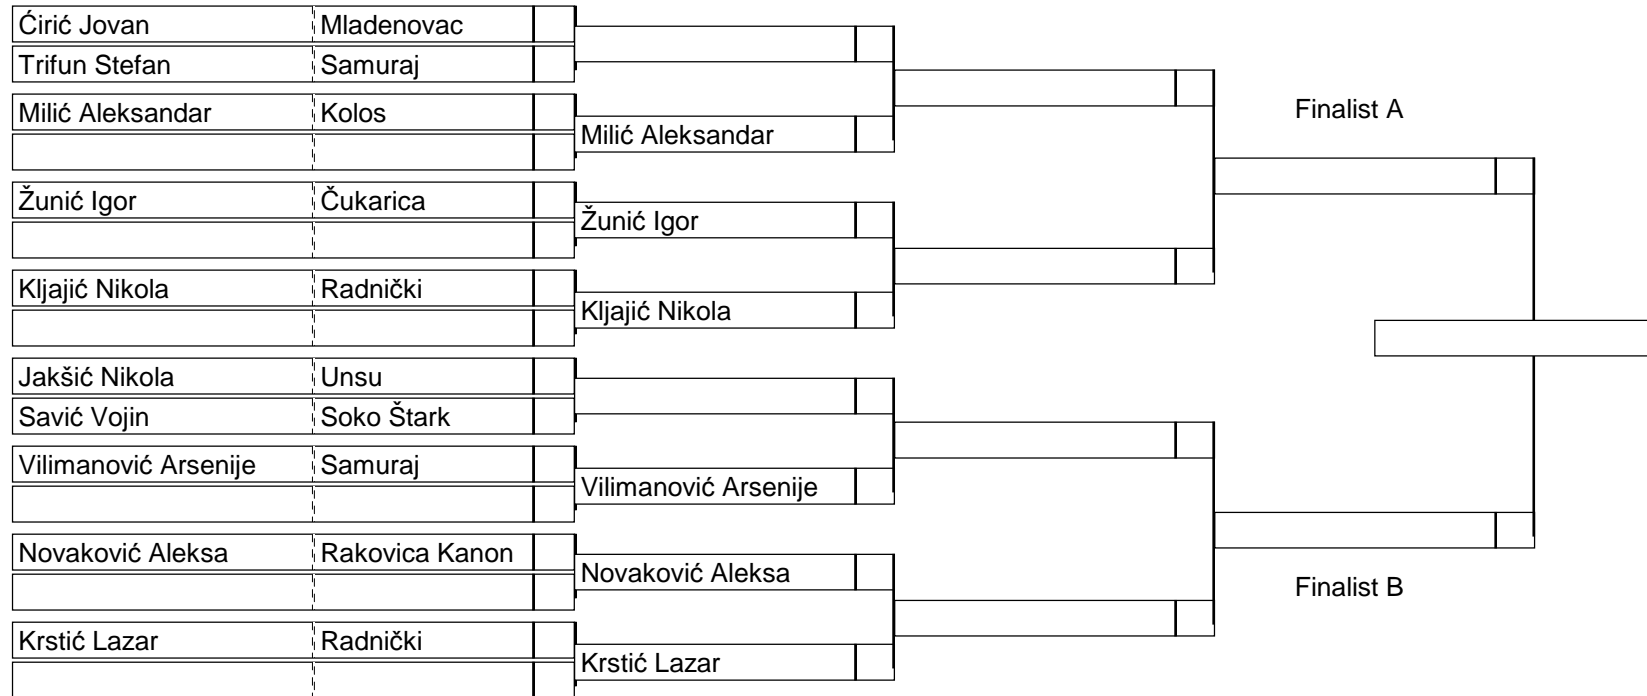 Ćirić Jovan Mladenovac
Trifun Stefan Samuraj
Milić Aleksandar Kolos
Milić Aleksandar
Finalist A
Žunić Igor Čukarica
Žunić Igor
Kljajić Nikola Radnički
Kljajić Nikola
Jakšić Nikola Unsu
Savić Vojin Soko Štark
Vilimanović Arsenije Samuraj
Vilimanović Arsenije
Novaković Aleksa Rakovica Kanon
Novaković Aleksa
Finalist B
Krstić Lazar Radnički
Krstić Lazar